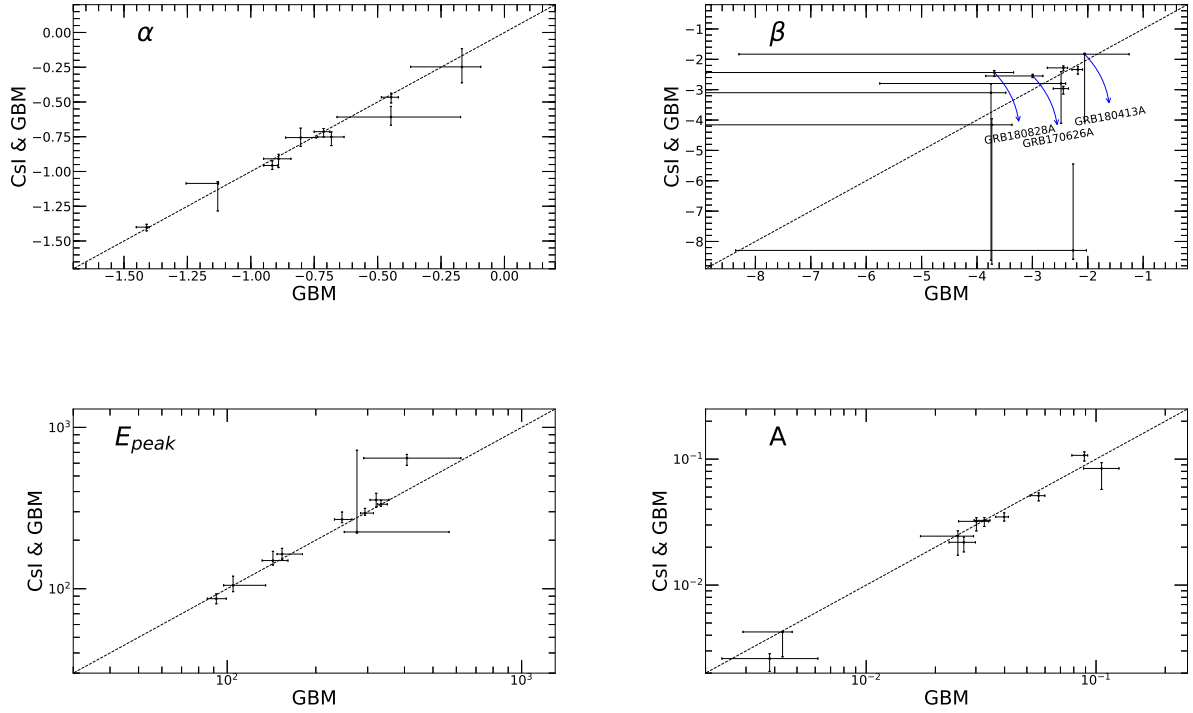 α
0.00
−0.25
−0.50
−0.75
−1.00
−1.25
−1.50
CsI & GBM
−1.50
−1.25
−1.00
−0.75
−0.50
−0.25
0.00
GBM
β
−1
−2
−3
−4
−5
−6
−7
−8
CsI & GBM
GRB180828A
GRB170626A
GRB180413A
−8
−7
−6
−5
−4
−3
−2
−1
GBM
E_peak
10³
10²
CsI & GBM
10²
10³
GBM
A
10⁻¹
10⁻²
CsI & GBM
10⁻²
10⁻¹
GBM